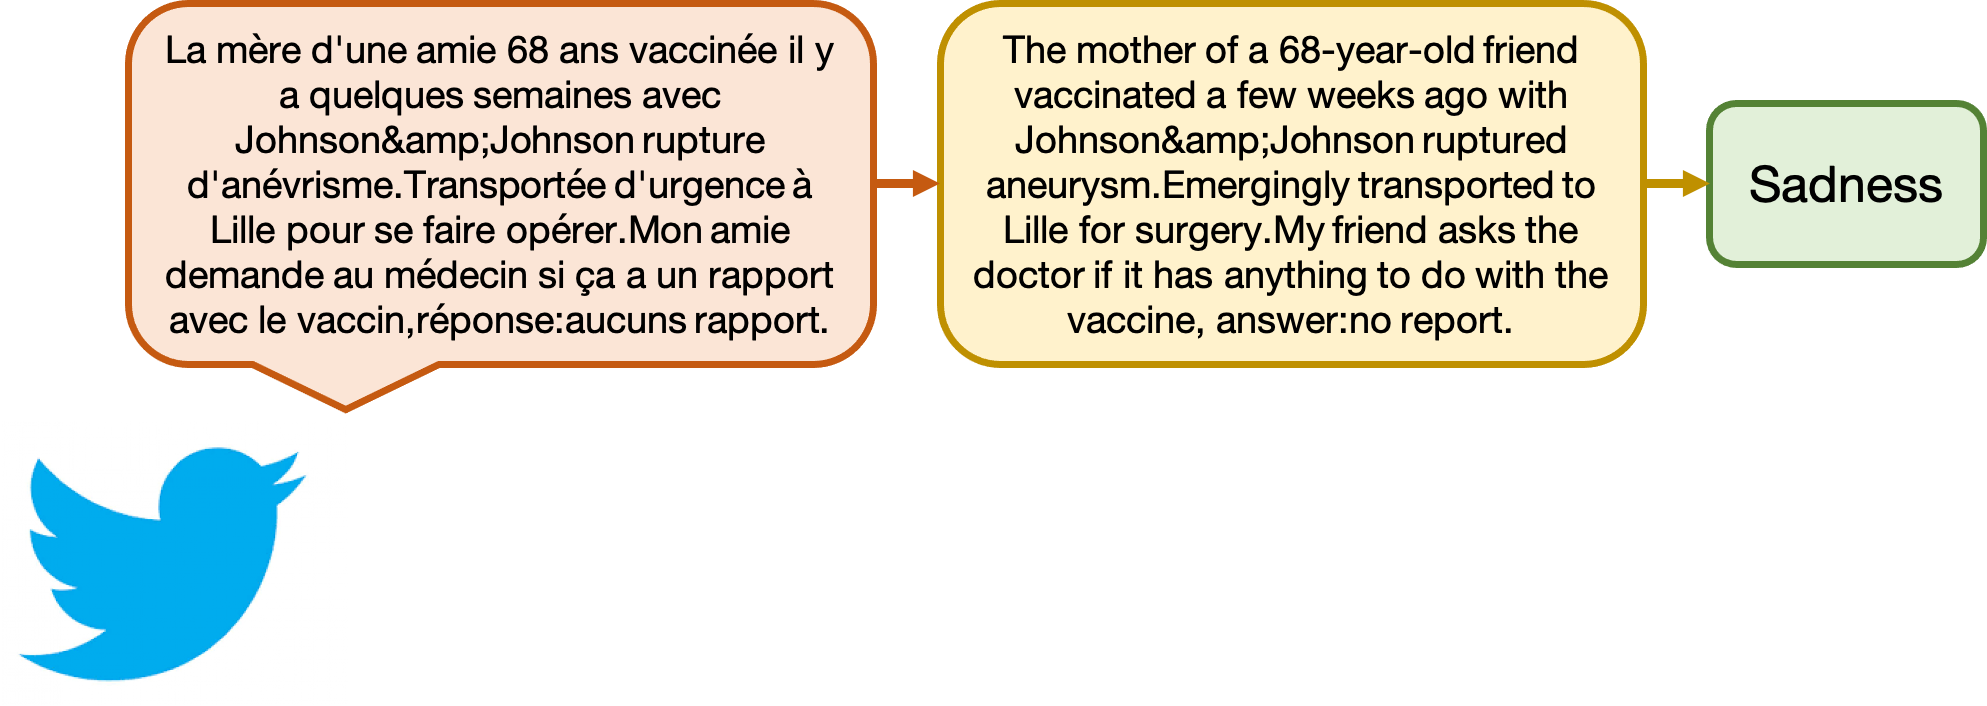 La mère d'une amie 68 ans vaccinée il y
a quelques semaines avec
Johnson&amp;Johnson rupture
d'anévrisme.Transportée d'urgence à
Lille pour se faire opérer.Mon amie
demande au médecin si ça a un rapport
avec le vaccin,réponse:aucuns rapport.
The mother of a 68-year-old friend
vaccinated a few weeks ago with
Johnson&amp;Johnson ruptured
aneurysm.Emergingly transported to
Lille for surgery.My friend asks the
doctor if it has anything to do with the
vaccine, answer:no report.
Sadness